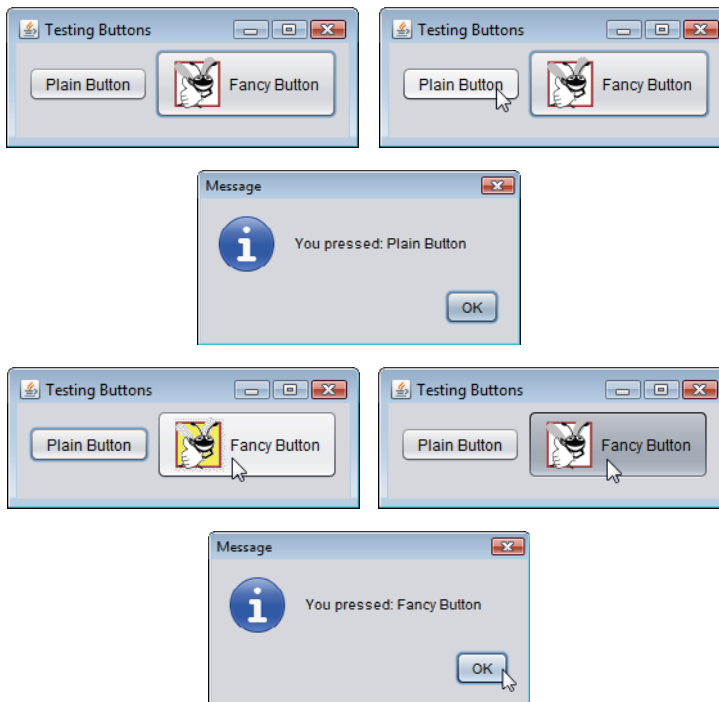 Testing Buttons
Plain Button
Fancy Button
Testing Buttons
Plain Button
Fancy Button
Message
You pressed: Plain Button
OK
Testing Buttons
Plain Button
Fancy Button
Testing Buttons
Plain Button
Fancy Button
Message
You pressed: Fancy Button
OK